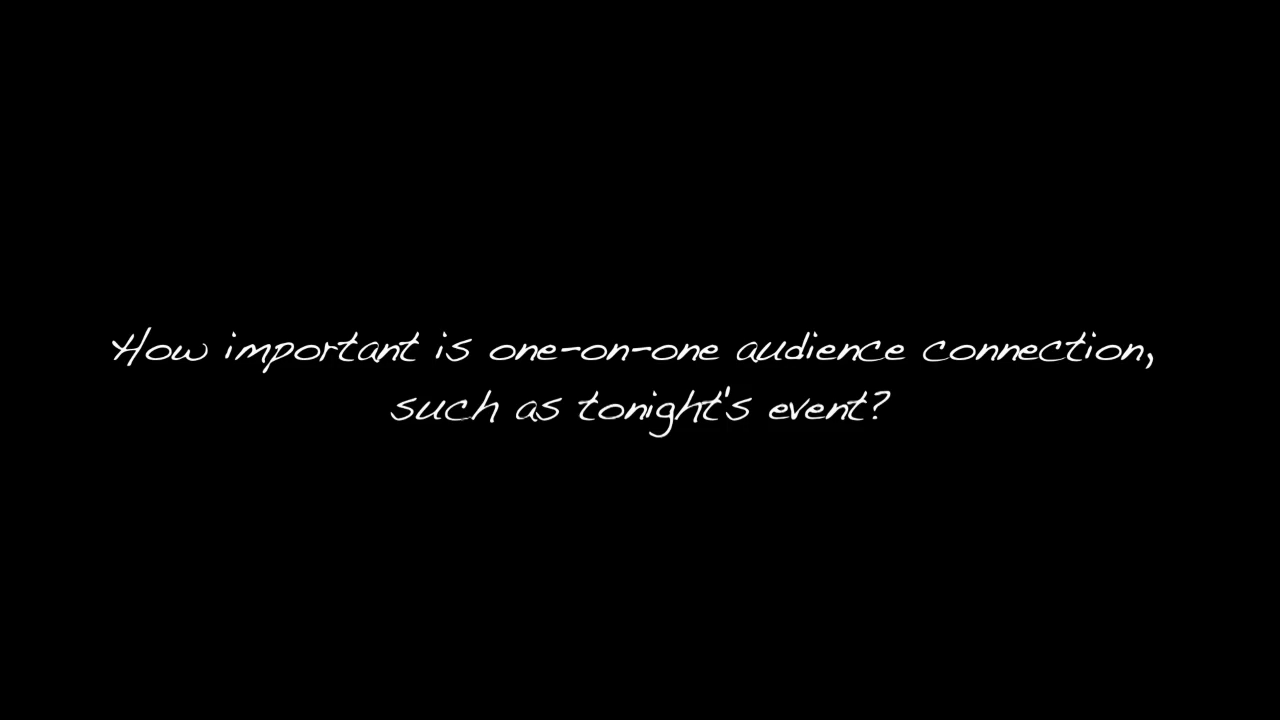 How important is one-on-one audience connection,
such as tonight's event?